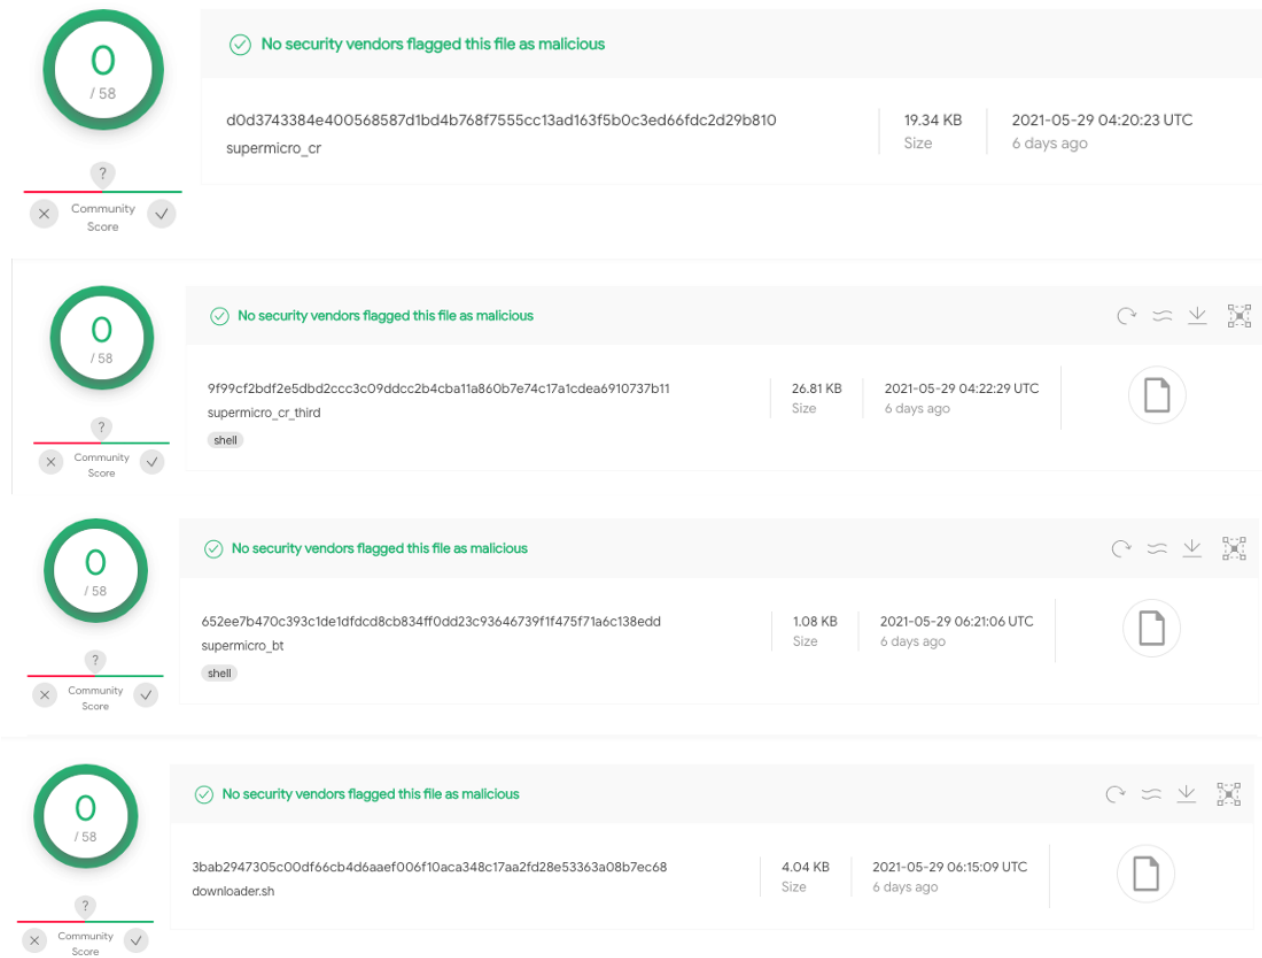 0
/ 58
?
Community
Score
No security vendors flagged this file as malicious
d0d3743384e400568587d1bd4b768f7555cc13ad163f5b0c3ed66fdc2d29b810
supermicro_cr
19.34 KB
Size
2021-05-29 04:20:23 UTC
6 days ago
0
/ 58
?
Community
Score
No security vendors flagged this file as malicious
9f99cf2bdf2e5dbd2ccc3c09ddcc2b4cba11a860b7e74c17a1cdea6910737b11
supermicro_cr_third
shell
26.81 KB
Size
2021-05-29 04:22:29 UTC
6 days ago
0
/ 58
?
Community
Score
No security vendors flagged this file as malicious
652ee7b470c393c1de1dfdcd8cb834ff0dd23c93646739f1f475f71a6c138edd
supermicro_bt
shell
1.08 KB
Size
2021-05-29 06:21:06 UTC
6 days ago
0
/ 58
?
Community
Score
No security vendors flagged this file as malicious
3bab2947305c00df66cb4d6aaef006f10aca348c17aa2fd28e53363a08b7ec68
downloader.sh
4.04 KB
Size
2021-05-29 06:15:09 UTC
6 days ago